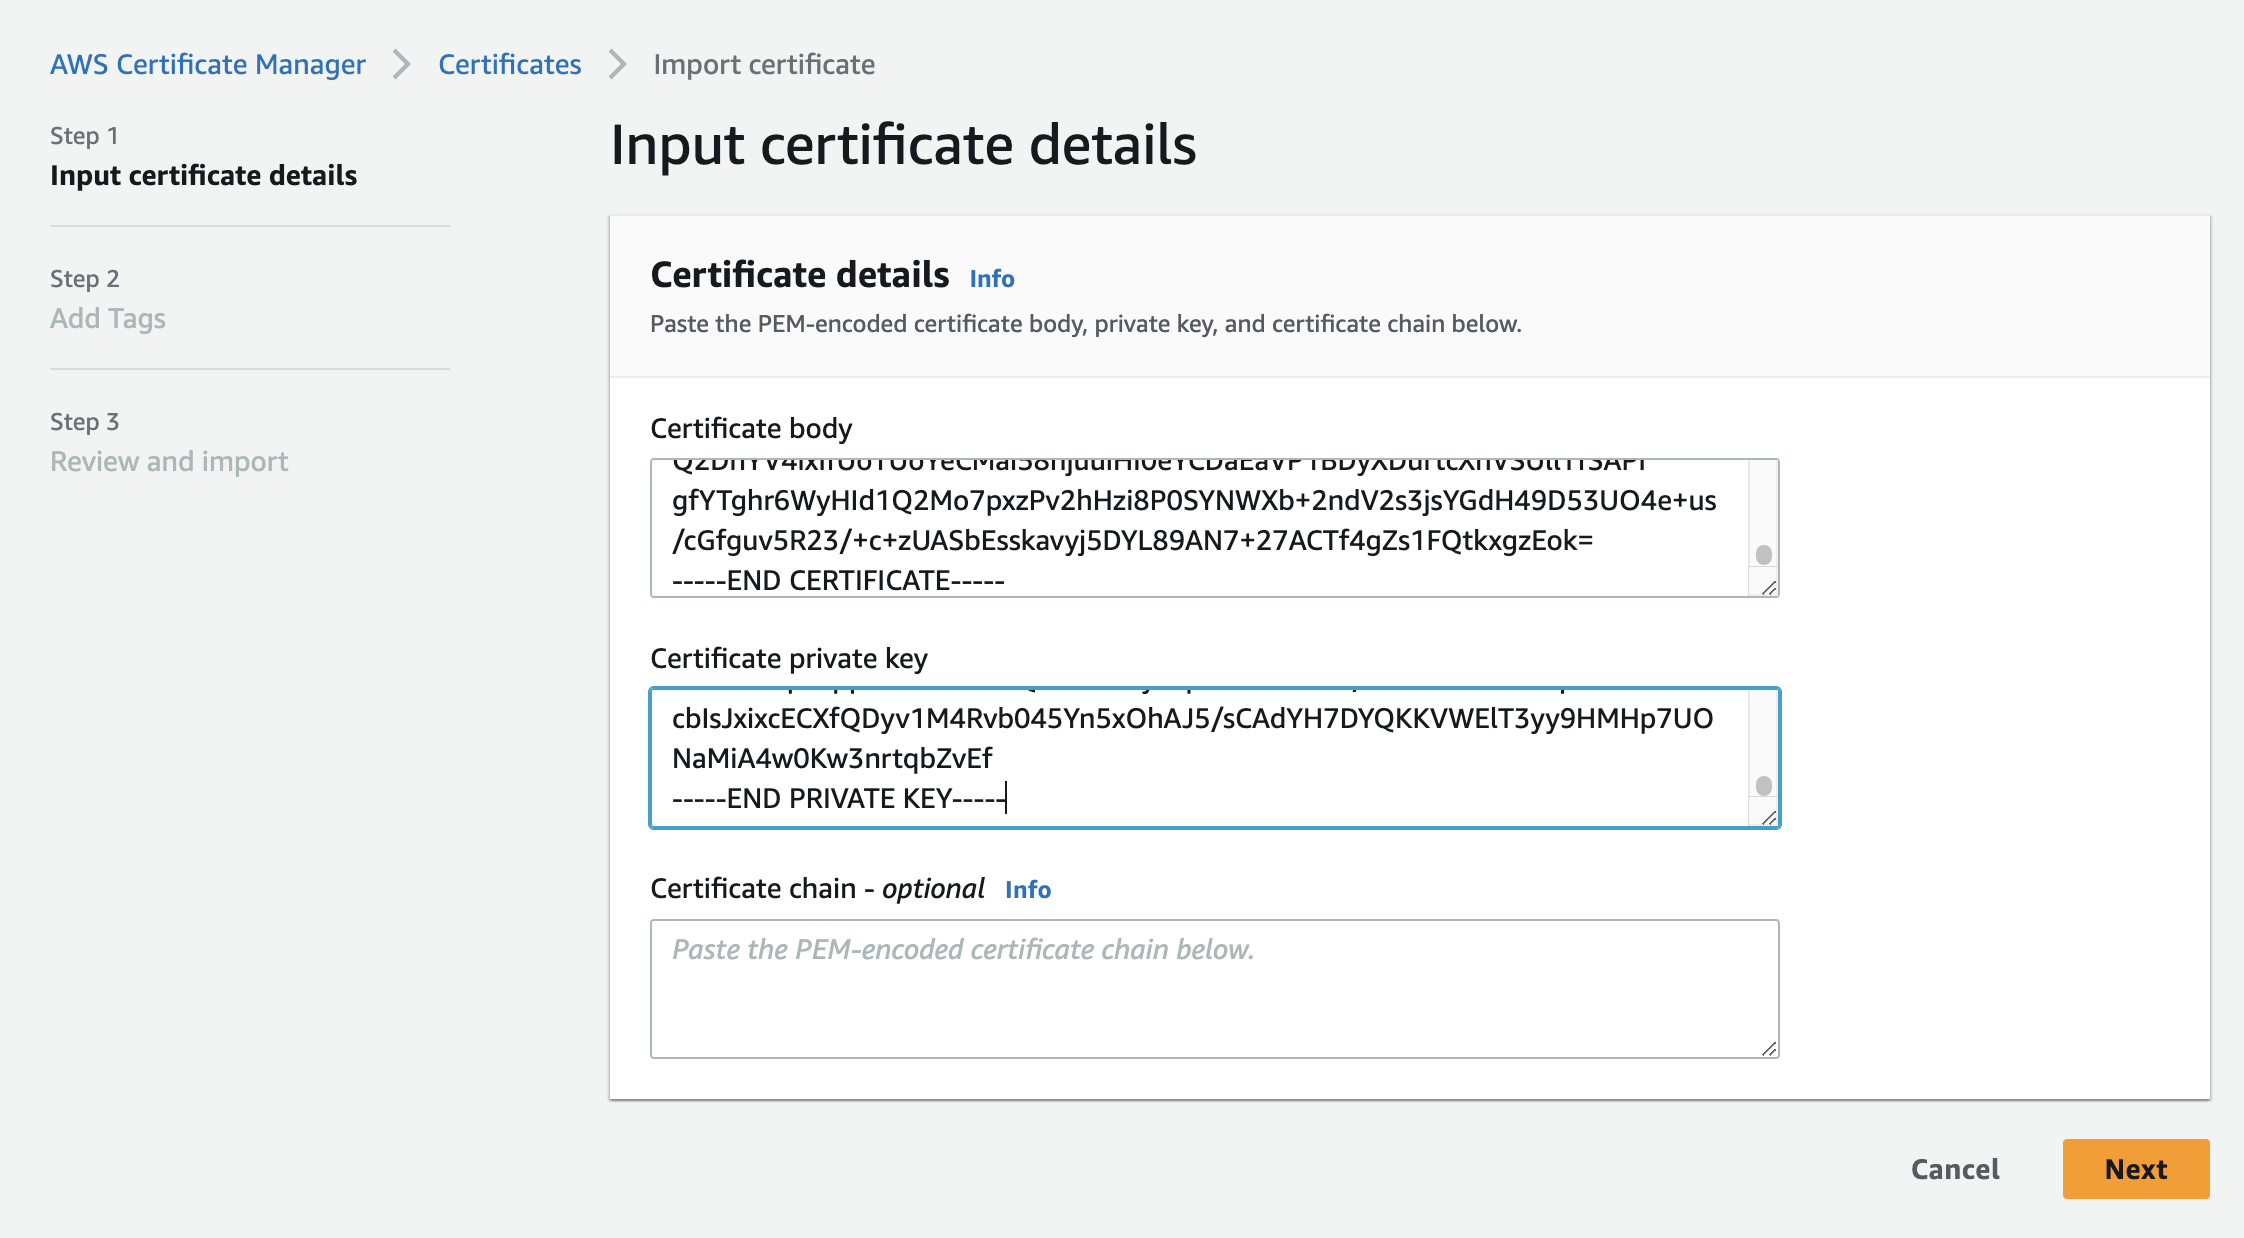 AWS Certificate Manager > Certificates > Import certificate
Step 1
Input certificate details
Step 2
Add Tags
Step 3
Review and import
Input certificate details
Certificate details Info
Paste the PEM-encoded certificate body, private key, and certificate chain below.
Certificate body
gfYTghr6WyHId1Q2Mo7pxzPv2hHzi8P0SYNWXb+2ndV2s3jsYGdH49D53UO4e+us
/cGfguv5R23/+c+zUASbEsskavyj5DYL89AN7+27ACTf4gZs1FQtkxgzEok=
-----END CERTIFICATE-----
Certificate private key
cbIsJxixcECXfQDyv1M4Rvb045Yn5xOhAJ5/sCAdYH7DYQKKVWElT3yy9HMHp7UO
NaMiA4w0Kw3nrtqbZvEf
-----END PRIVATE KEY-----
Certificate chain - optional Info
Paste the PEM-encoded certificate chain below.
Cancel
Next